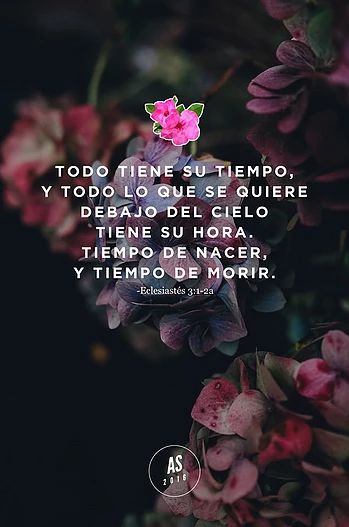 TODO TIENE SU TIEMPO,
Y TODO LO QUE SE QUIERE
DEBAJO DEL CIELO
TIENE SU HORA.
TIEMPO DE NACER,
Y TIEMPO DE MORIR.
-Eclesiastés 3:1-2a
AS
2016